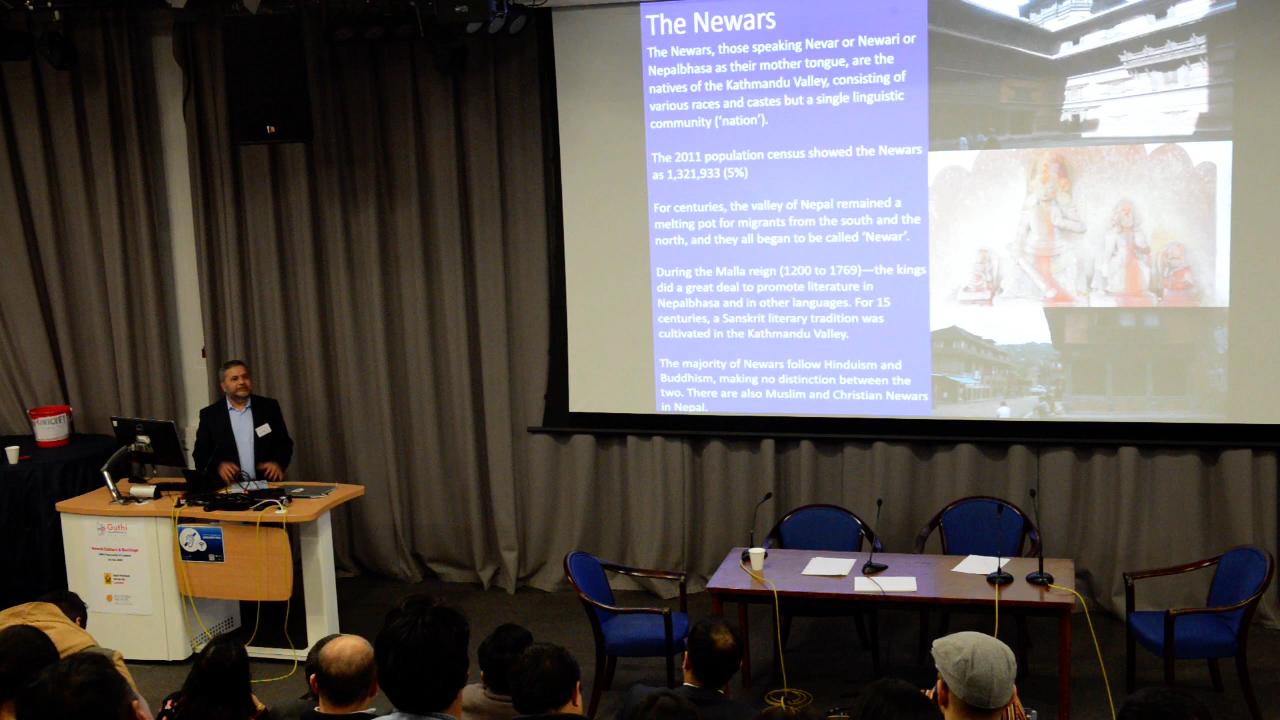 The Newars
The Newars, those speaking Nevar or Newari or
Nepalbhasa as their mother tongue, are the
natives of the Kathmandu Valley, consisting of
various races and castes but a single linguistic
community ('nation').
The 2011 population census showed the Newars
as 1,321,933 (5%)
For centuries, the valley of Nepal remained a
melting pot for migrants from the south and the
north, and they all began to be called 'Newar'.
During the Malla reign (1200 to 1769)—the kings
did a great deal to promote literature in
Nepalbhasa and in other languages. For 15
centuries, a Sanskrit literary tradition was
cultivated in the Kathmandu Valley.
The majority of Newars follow Hinduism and
Buddhism, making no distinction between the
two. There are also Muslim and Christian Newars
in Nepal.
Guthi